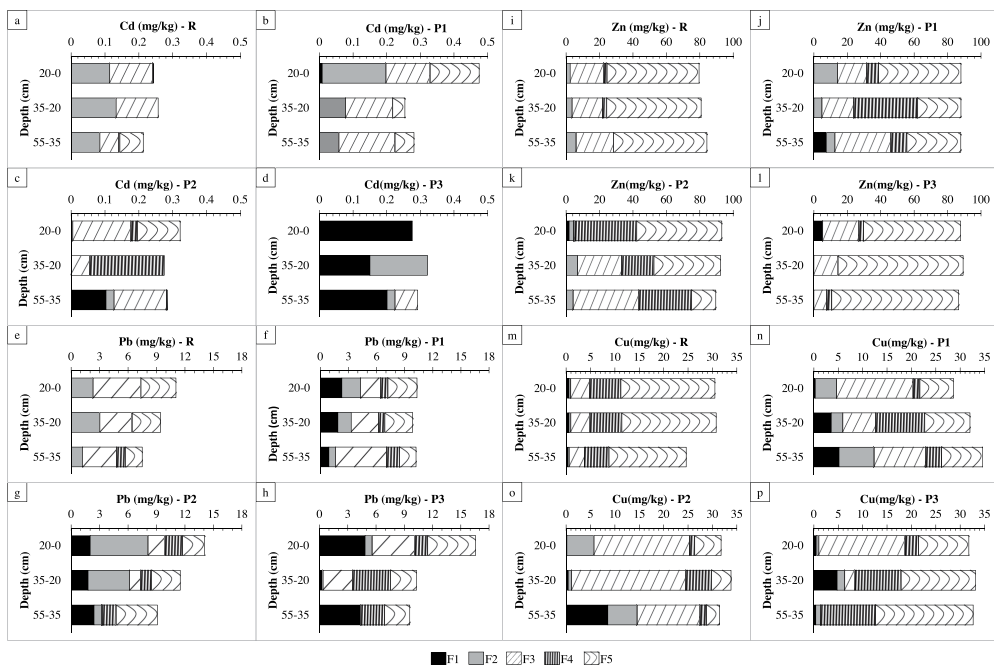 a
Cd (mg/kg) - R
0 0.1 0.2 0.3 0.4 0.5
Depth (cm)
20-0
35-20
55-35
b
Cd (mg/kg) - P1
0 0.1 0.2 0.3 0.4 0.5
Depth (cm)
20-0
35-20
55-35
i
Zn (mg/kg) - R
0 20 40 60 80 100
Depth (cm)
20-0
35-20
55-35
j
Zn (mg/kg) - P1
0 20 40 60 80 100
Depth (cm)
20-0
35-20
55-35
c
Cd (mg/kg) - P2
0 0.1 0.2 0.3 0.4 0.5
Depth (cm)
20-0
35-20
55-35
d
Cd(mg/kg) - P3
0 0.1 0.2 0.3 0.4 0.5
Depth (cm)
20-0
35-20
55-35
k
Zn(mg/kg) - P2
0 20 40 60 80 100
Depth (cm)
20-0
35-20
55-35
l
Zn(mg/kg) - P3
0 20 40 60 80 100
Depth (cm)
20-0
35-20
55-35
e
Pb (mg/kg) - R
0 3 6 9 12 15 18
Depth (cm)
20-0
35-20
55-35
f
Pb (mg/kg) - P1
0 3 6 9 12 15 18
Depth (cm)
20-0
35-20
55-35
m
Cu(mg/kg) - R
0 5 10 15 20 25 30 35
Depth (cm)
20-0
35-20
55-35
n
Cu(mg/kg) - P1
0 5 10 15 20 25 30 35
Depth (cm)
20-0
35-20
55-35
g
Pb (mg/kg) - P2
0 3 6 9 12 15 18
Depth (cm)
20-0
35-20
55-35
h
Pb (mg/kg) - P3
0 3 6 9 12 15 18
Depth (cm)
20-0
35-20
55-35
o
Cu(mg/kg) - P2
0 5 10 15 20 25 30 35
Depth (cm)
20-0
35-20
55-35
p
Cu(mg/kg) - P3
0 5 10 15 20 25 30 35
Depth (cm)
20-0
35-20
55-35
F1 F2 F3 F4 F5